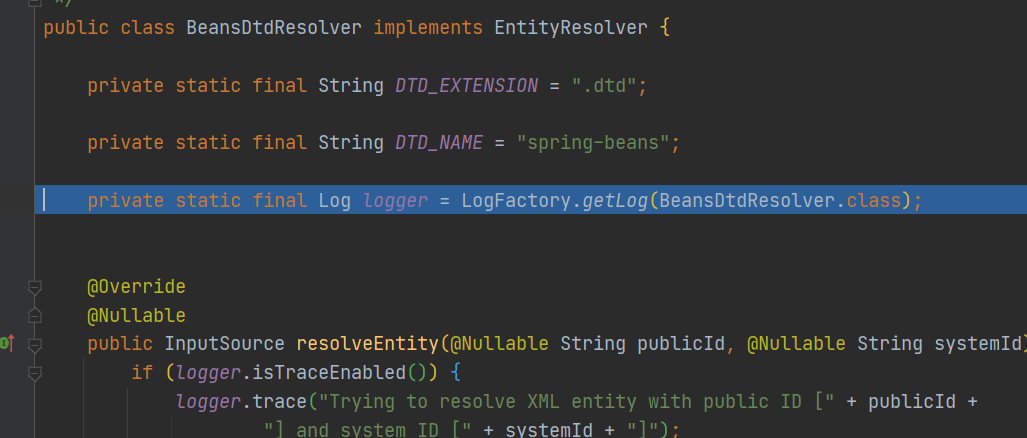 */
public class BeansDtdResolver implements EntityResolver {
private static final String DTD_EXTENSION = ".dtd";
private static final String DTD_NAME = "spring-beans";
private static final Log logger = LogFactory.getLog(BeansDtdResolver.class);
@Override
@Nullable
public InputSource resolveEntity(@Nullable String publicId, @Nullable String systemId)
if (logger.isTraceEnabled()) {
logger.trace("Trying to resolve XML entity with public ID [" + publicId +
"] and system ID [" + systemId + "]");